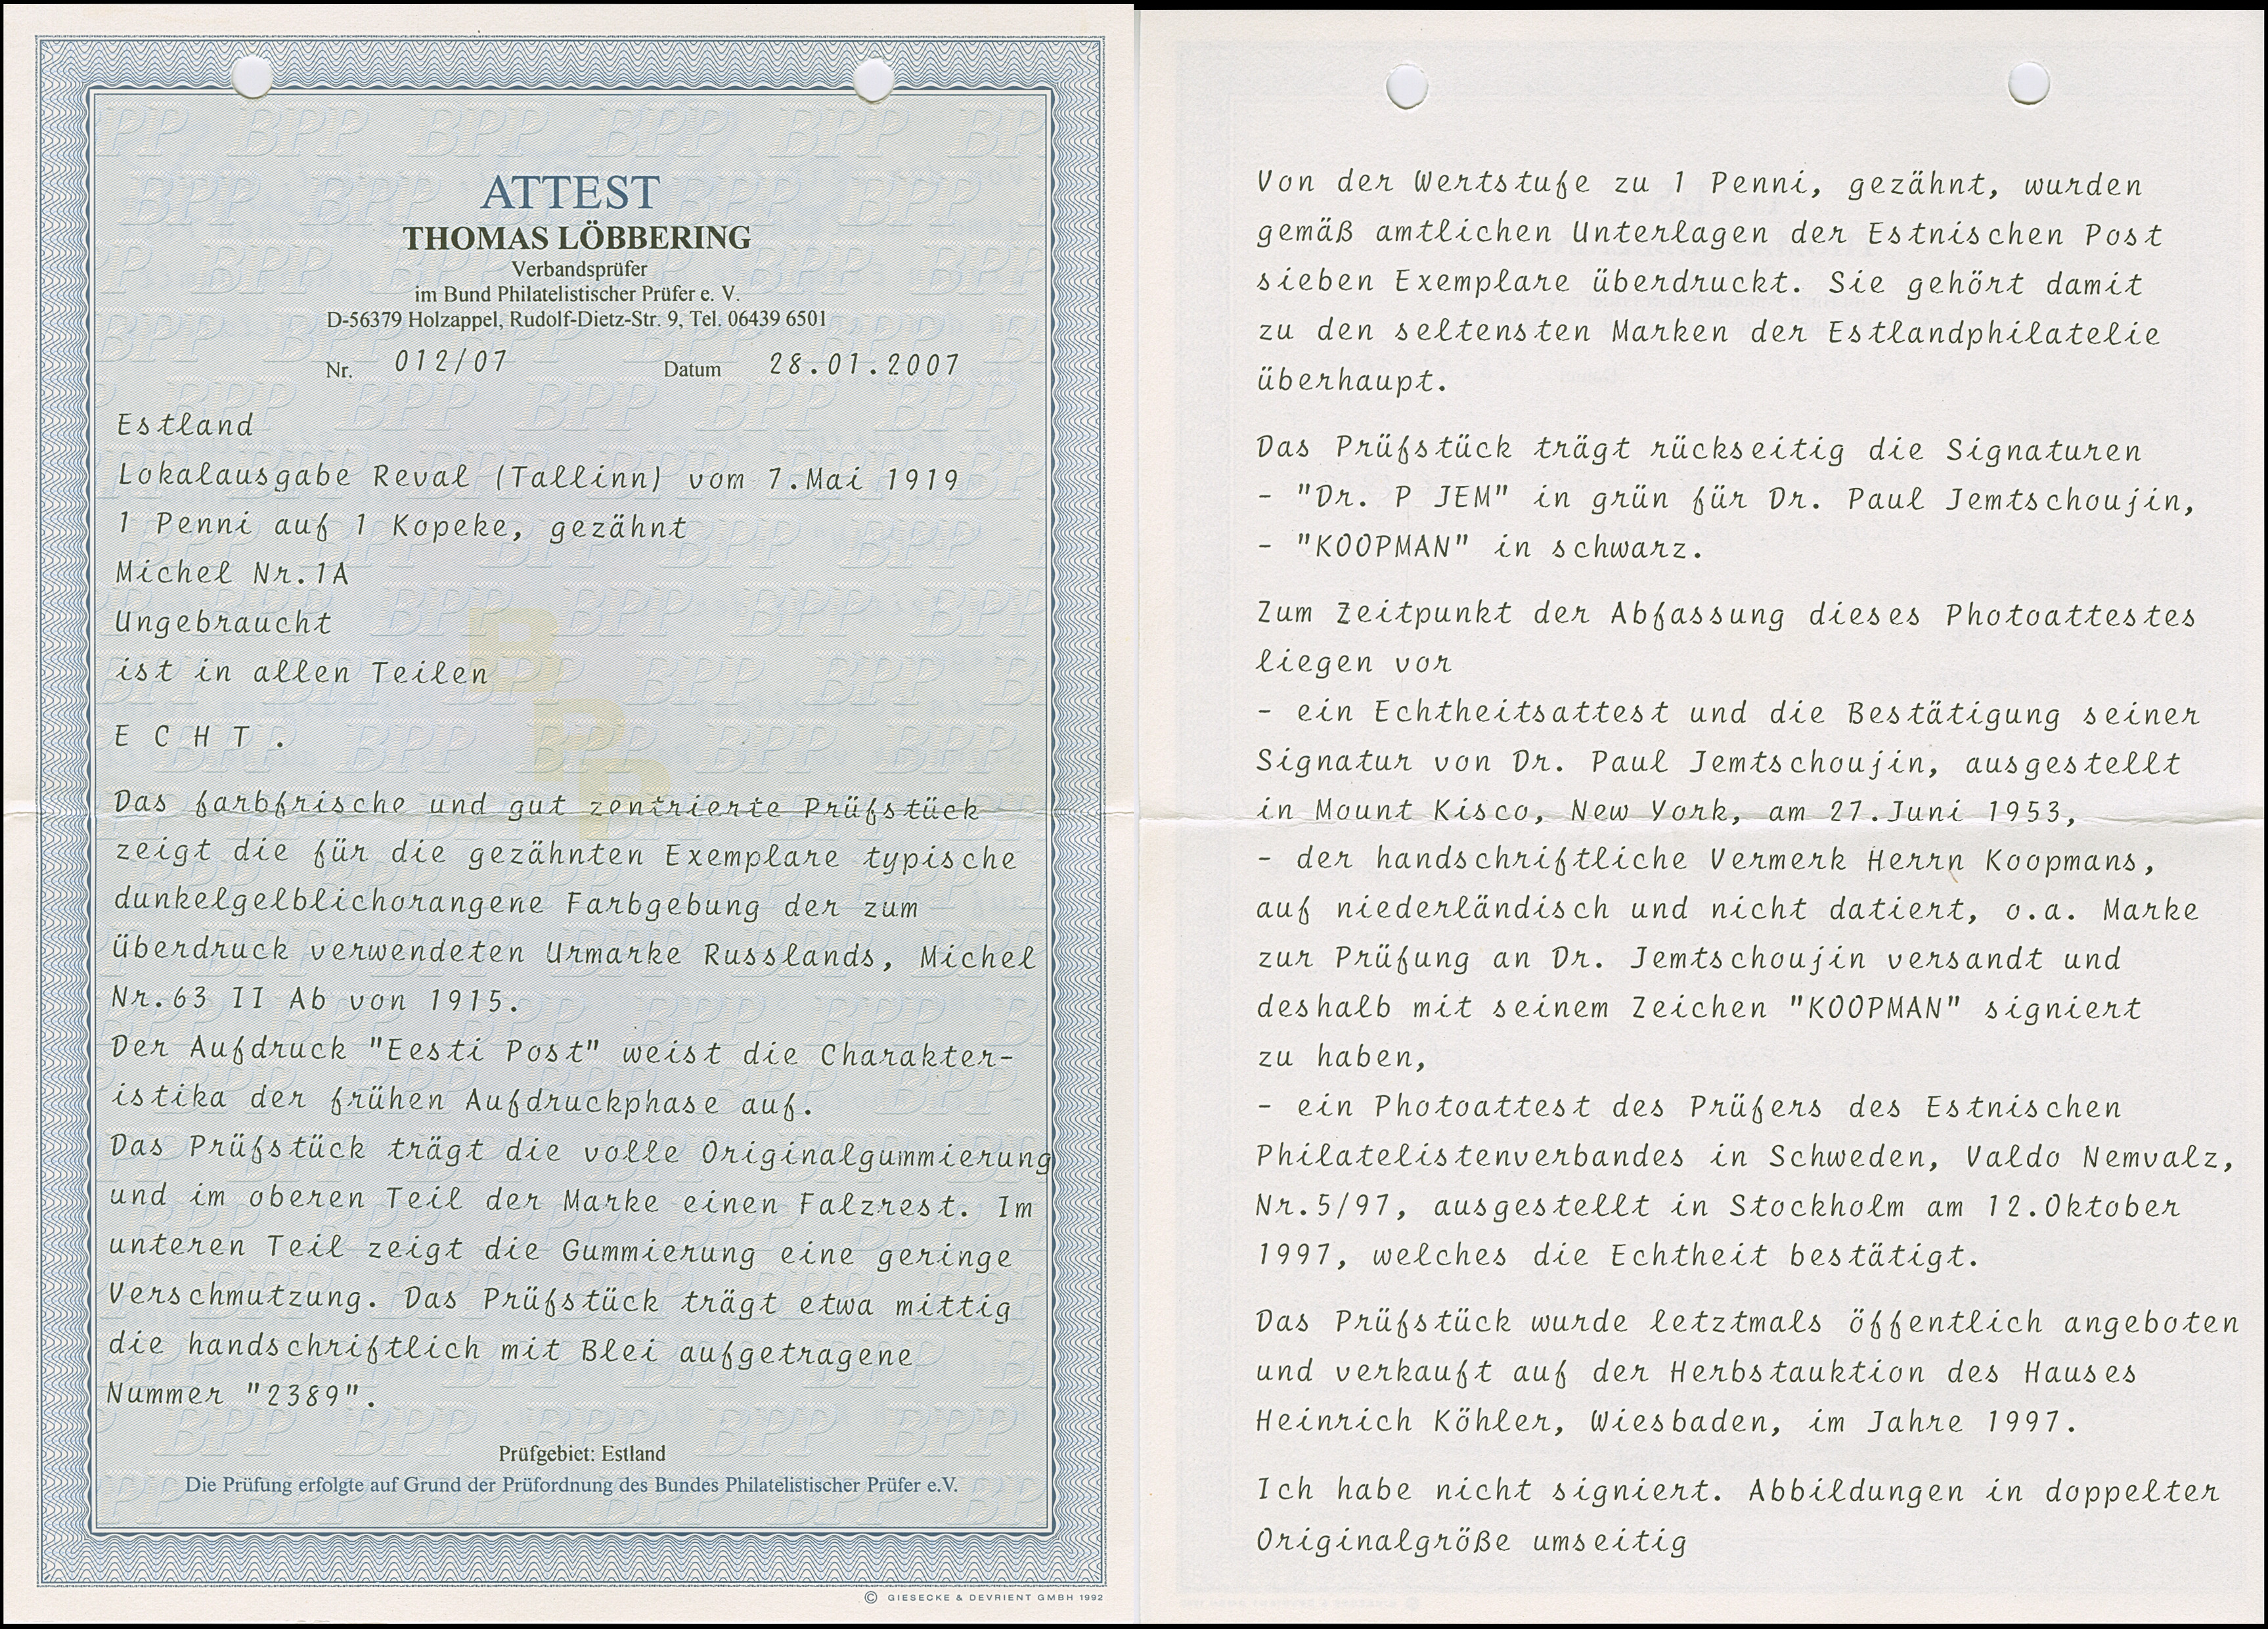 ATTEST
THOMAS LÖBBERING
Verbandsprüfer
im Bund Philatelistischer Prüfer e. V.
D-56379 Holzappel, Rudolf-Dietz-Str. 9, Tel. 06439 6501
Nr. 012/07 Datum 28.01.2007
Estland
Lokalausgabe Reval (Tallinn) vom 7.Mai 1919
1 Penni auf 1 Kopeke, gezähnt
Michel Nr.1A
Ungebraucht
ist in allen Teilen
E C H T .
Das farbfrische und gut zentrierte Prüfstück
zeigt die für die gezähnten Exemplare typische
dunkelgelblichorangene Farbgebung der zum
überdruck verwendeten Urmarke Russlands, Michel
Nr.63 II Ab von 1915.
Der Aufdruck "Eesti Post" weist die Charakter-
istika der frühen Aufdruckphase auf.
Das Prüfstück trägt die volle Originalgummierung
und im oberen Teil der Marke einen Falzrest. Im
unteren Teil zeigt die Gummierung eine geringe
Verschmutzung. Das Prüfstück trägt etwa mittig
die handschriftlich mit Blei aufgetragene
Nummer "2389".
Prüfgebiet: Estland
Die Prüfung erfolgte auf Grund der Prüfordnung des Bundes Philatelistischer Prüfer e.V.
© GIESECKE & DEVRIENT GMBH 1992
Von der Wertstufe zu 1 Penni, gezähnt, wurden
gemäß amtlichen Unterlagen der Estnischen Post
sieben Exemplare überdruckt. Sie gehört damit
zu den seltensten Marken der Estlandphilatelie
überhaupt.
Das Prüfstück trägt rückseitig die Signaturen
- "Dr. P JEM" in grün für Dr. Paul Jemtschoujin,
- "KOOPMAN" in schwarz.
Zum Zeitpunkt der Abfassung dieses Photoattestes
liegen vor
- ein Echtheitsattest und die Bestätigung seiner
Signatur von Dr. Paul Jemtschoujin, ausgestellt
in Mount Kisco, New York, am 27.Juni 1953,
- der handschriftliche Vermerk Herrn Koopmans,
auf niederländisch und nicht datiert, o.a. Marke
zur Prüfung an Dr. Jemtschoujin versandt und
deshalb mit seinem Zeichen "KOOPMAN" signiert
zu haben,
- ein Photoattest des Prüfers des Estnischen
Philatelistenverbandes in Schweden, Valdo Nemvalz,
Nr.5/97, ausgestellt in Stockholm am 12.Oktober
1997, welches die Echtheit bestätigt.
Das Prüfstück wurde letztmals öffentlich angeboten
und verkauft auf der Herbstauktion des Hauses
Heinrich Köhler, Wiesbaden, im Jahre 1997.
Ich habe nicht signiert. Abbildungen in doppelter
Originalgröße umseitig